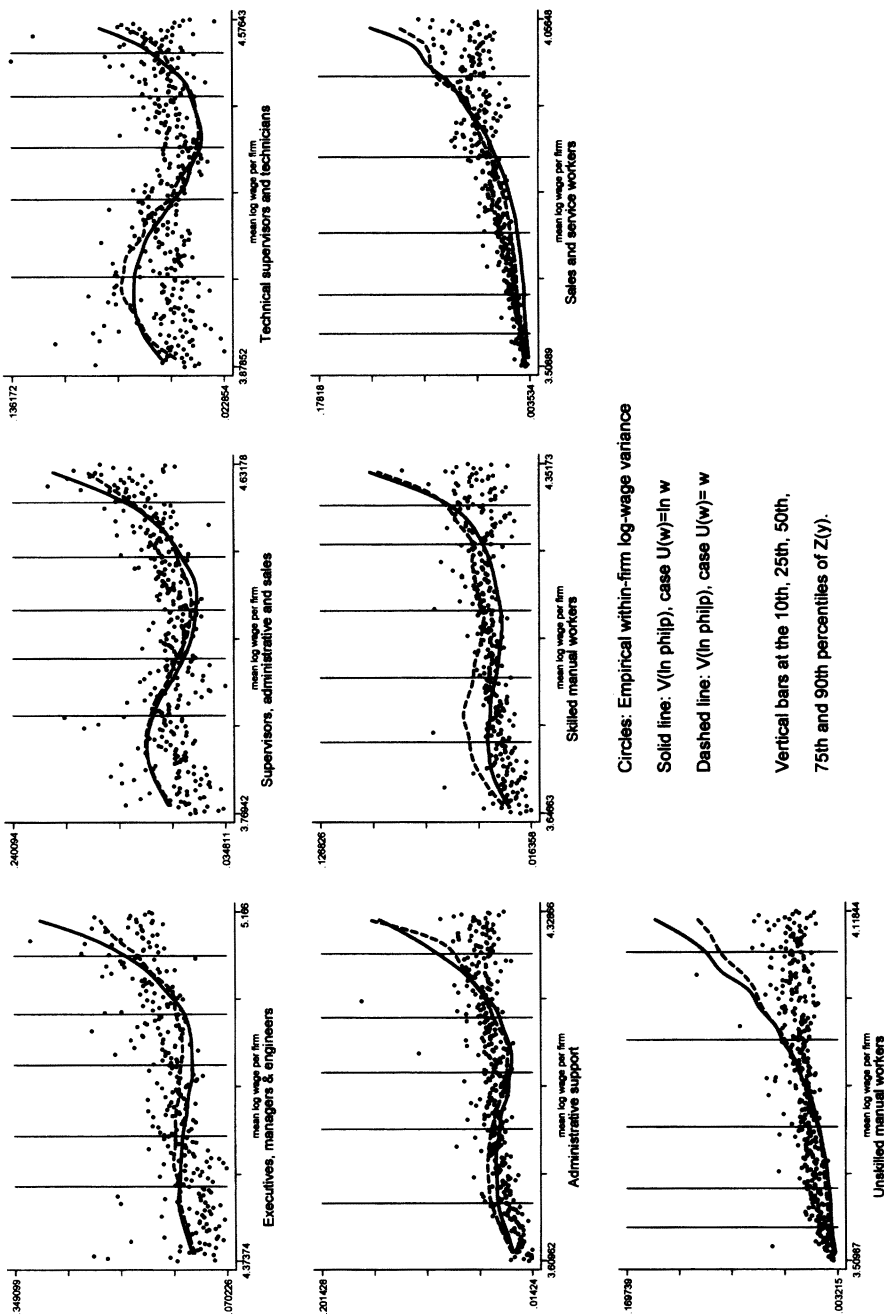 .349099
.070226
4.37374
5.166
mean log wage per firm
Executives, managers & engineers
.240094
.034811
3.76942
4.63178
mean log wage per firm
Supervisors, administrative and sales
.136172
.022854
3.87852
4.57643
mean log wage per firm
Technical supervisors and technicians
.201426
.01424
3.60962
4.32866
mean log wage per firm
Administrative support
.126826
.016358
3.64663
4.35173
mean log wage per firm
Skilled manual workers
.17818
.003534
3.50689
4.05648
mean log wage per firm
Sales and service workers
.169739
.003215
3.50967
4.11844
mean log wage per firm
Unskilled manual workers
Circles: Empirical within-firm log-wage variance
Solid line: V(ln phi|p), case U(w)=ln w
Dashed line: V(ln phi|p), case U(w)= w
Vertical bars at the 10th, 25th, 50th,
75th and 90th percentiles of Z(y).